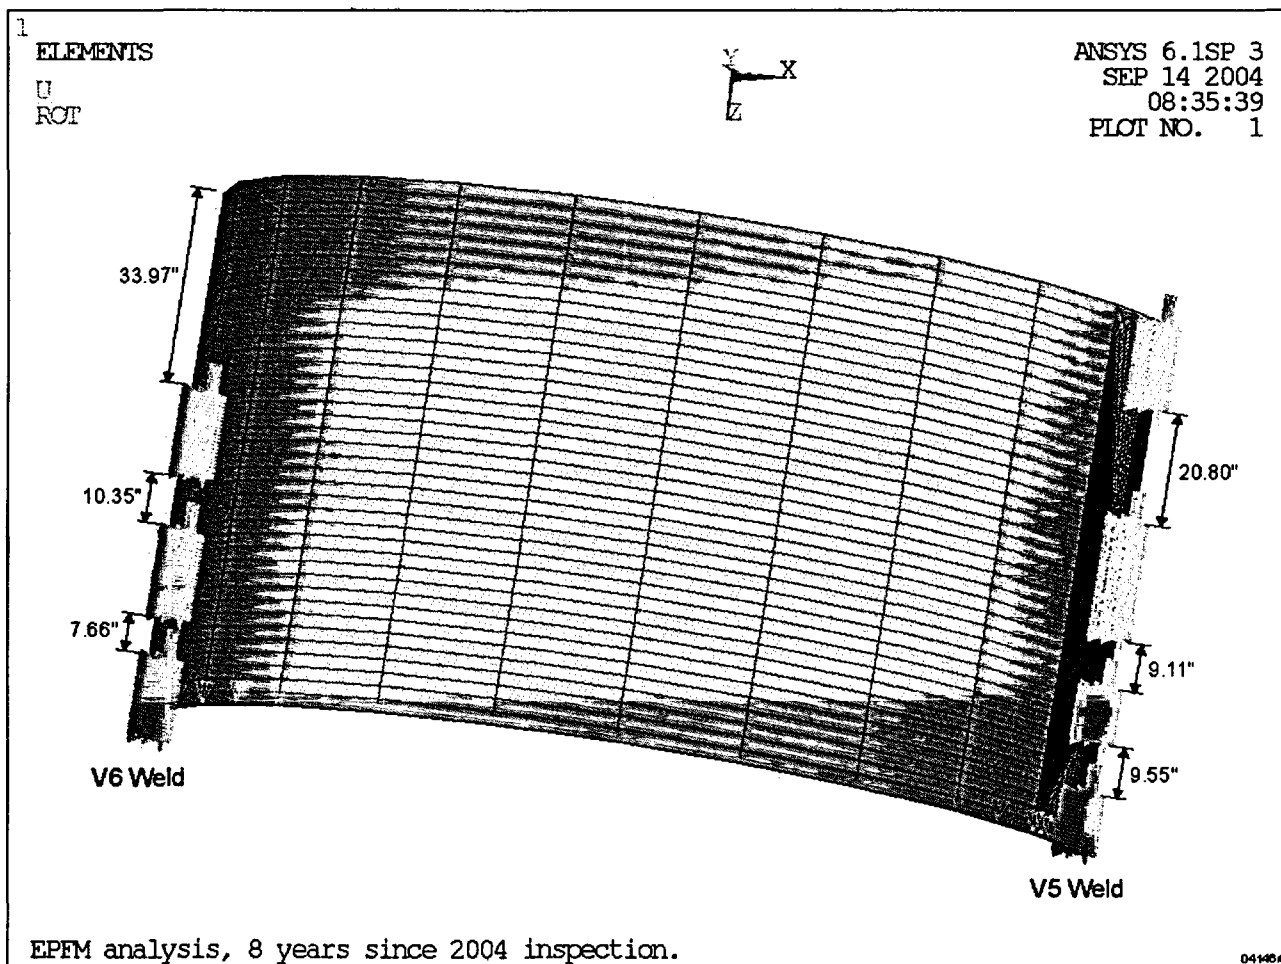 1
ELEMENTS
U
ROT
Y
X
Z
ANSYS 6.1SP 3
SEP 14 2004
08:35:39
PLOT NO. 1
33.97"
10.35"
7.66"
20.80"
9.11"
9.55"
V6 Weld
V5 Weld
EPFM analysis, 8 years since 2004 inspection.